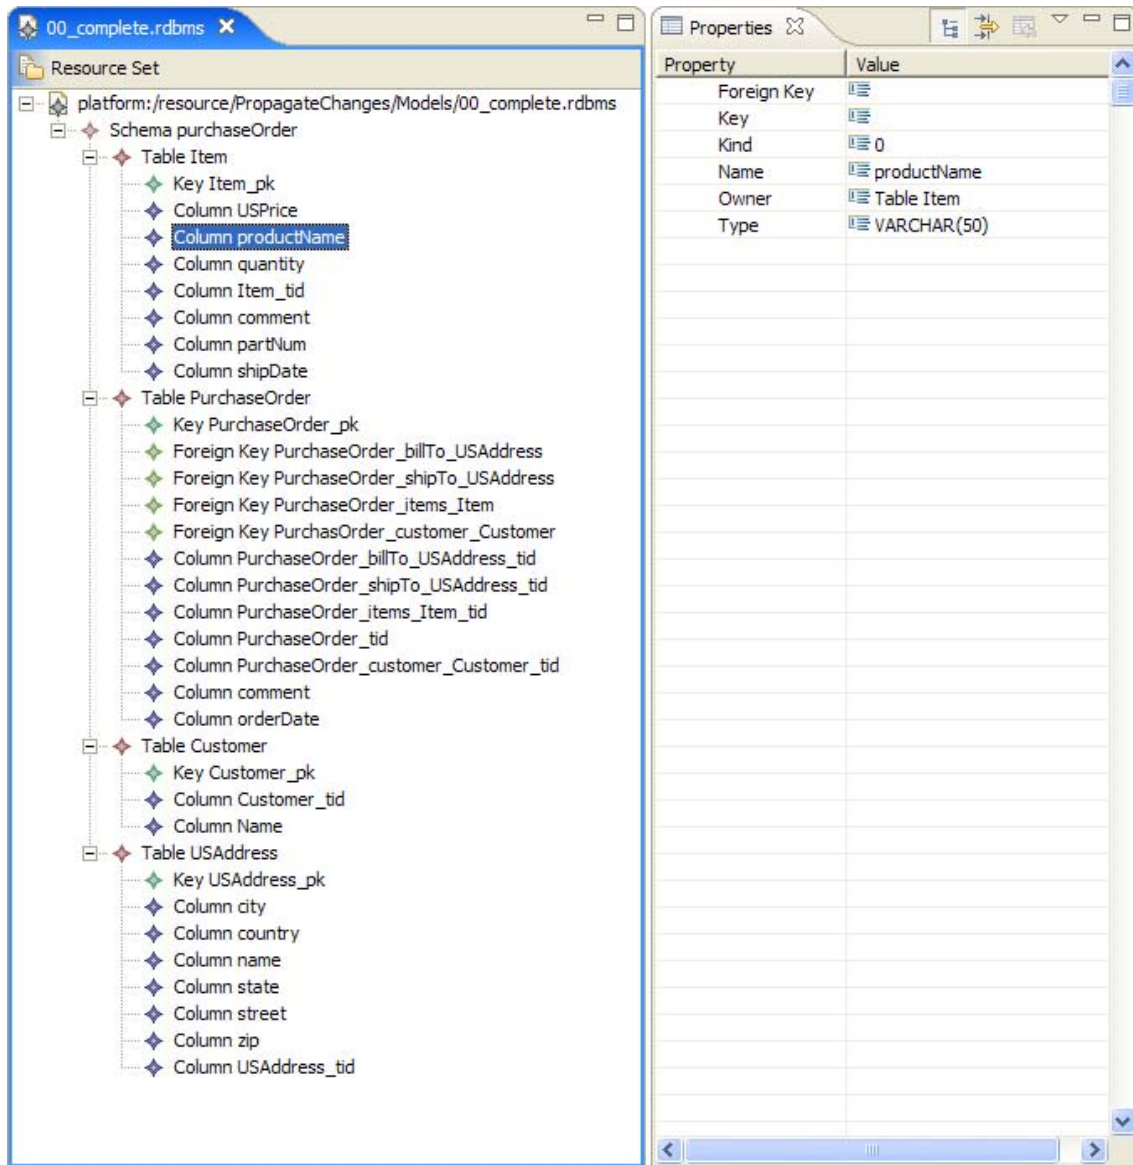 00_complete.rdbms
Resource Set
platform:/resource/PropagateChanges/Models/00_complete.rdbms
Schema purchaseOrder
Table Item
Key Item_pk
Column USPrice
Column productName
Column quantity
Column Item_tid
Column comment
Column partNum
Column shipDate
Table PurchaseOrder
Key PurchaseOrder_pk
Foreign Key PurchaseOrder_billTo_USAddress
Foreign Key PurchaseOrder_shipTo_USAddress
Foreign Key PurchaseOrder_items_Item
Foreign Key PurchasOrder_customer_Customer
Column PurchaseOrder_billTo_USAddress_tid
Column PurchaseOrder_shipTo_USAddress_tid
Column PurchaseOrder_items_Item_tid
Column PurchaseOrder_tid
Column PurchaseOrder_customer_Customer_tid
Column comment
Column orderDate
Table Customer
Key Customer_pk
Column Customer_tid
Column Name
Table USAddress
Key USAddress_pk
Column city
Column country
Column name
Column state
Column street
Column zip
Column USAddress_tid
Properties
Property Value
Foreign Key
Key
Kind 0
Name productName
Owner Table Item
Type VARCHAR(50)